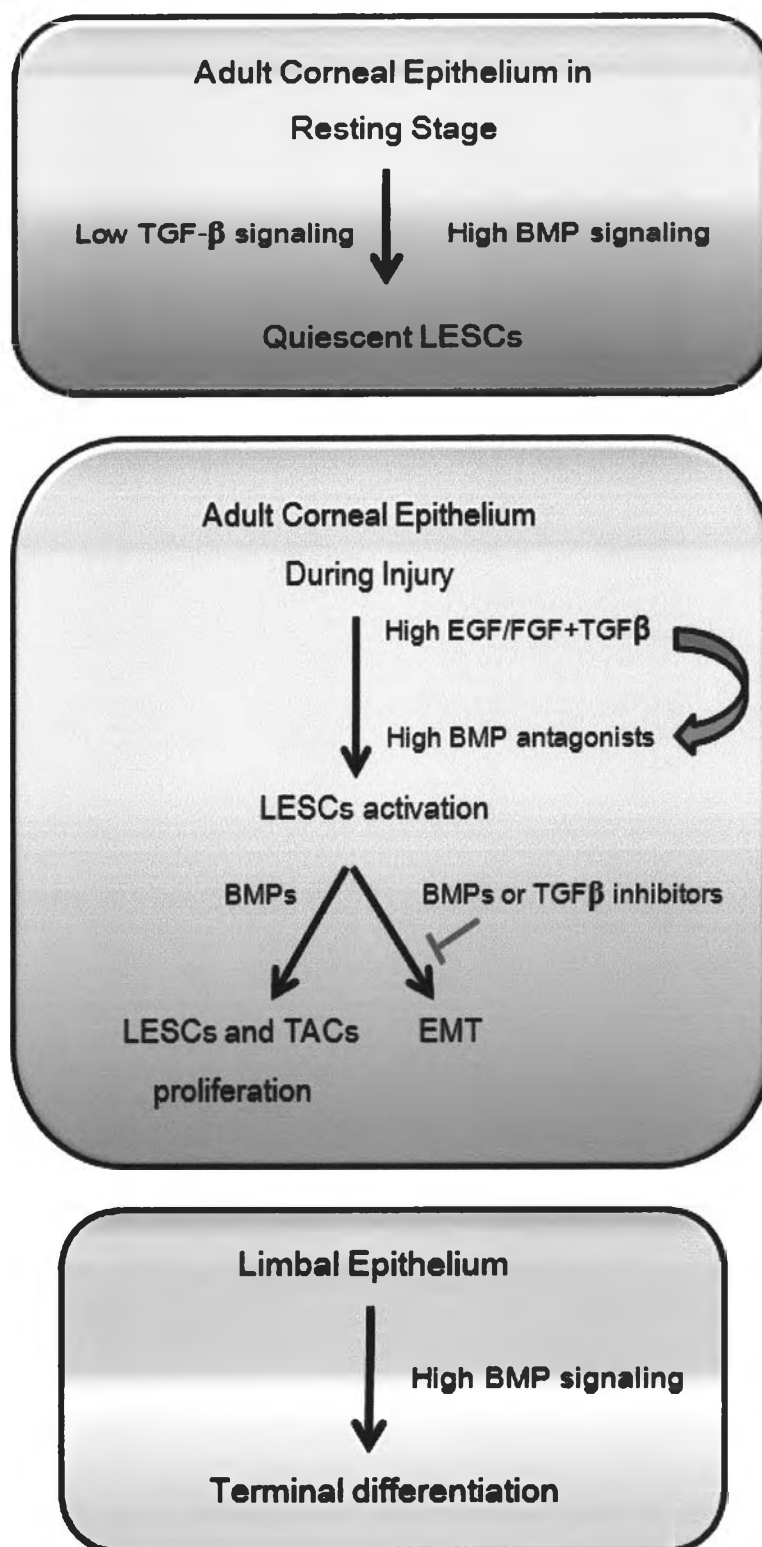 Adult Corneal Epithelium in
Resting Stage
Low TGF-β signaling
High BMP signaling
Quiescent LESCs
Adult Corneal Epithelium
During Injury
High EGF/FGF+TGFβ
High BMP antagonists
LESCs activation
BMPs
BMPs or TGFβ inhibitors
LESCs and TACs
proliferation
EMT
Limbal Epithelium
High BMP signaling
Terminal differentiation